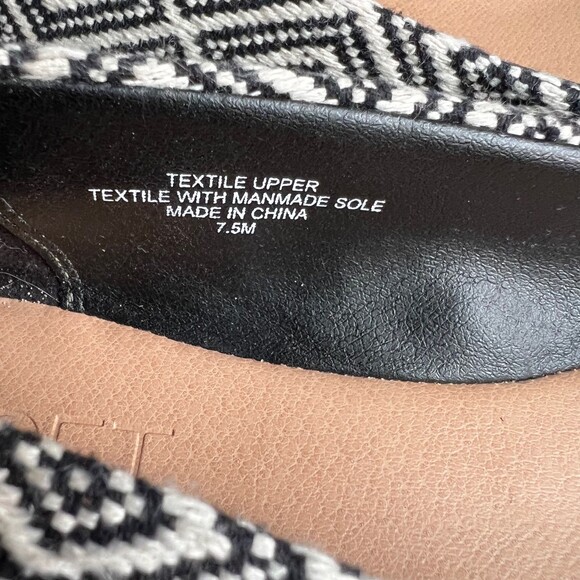 TEXTILE UPPER
TEXTILE WITH MANMADE SOLE
MADE IN CHINA
7.5M